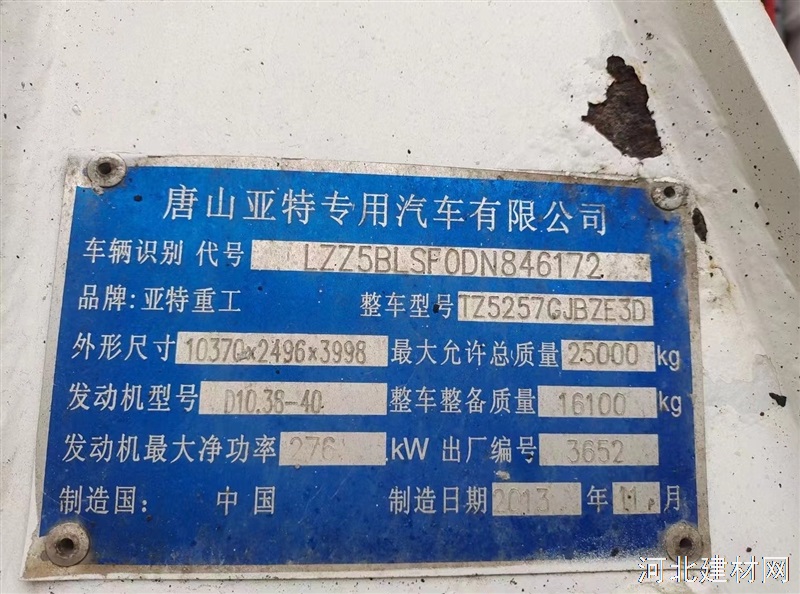 唐山亚特专用汽车有限公司
车辆识别代号 LZZ5BLSF0DN846172
品牌:亚特重工 整车型号 TZ5257GJBZE3D
外形尺寸 10370×2496×3998 最大允许总质量 25000 kg
发动机型号 D10.38-40 整车整备质量 16100 kg
发动机最大净功率 276 kW 出厂编号 3652
制造国: 中国 制造日期 2013 年 11 月
河北建材网